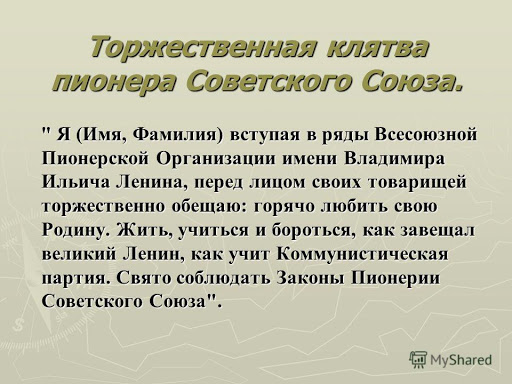 Торжественная клятва
пионера Советского Союза.
" Я (Имя, Фамилия) вступая в ряды Всесоюзной
Пионерской Организации имени Владимира
Ильича Ленина, перед лицом своих товарищей
торжественно обещаю: горячо любить свою
Родину. Жить, учиться и бороться, как завещал
великий Ленин, как учит Коммунистическая
партия. Свято соблюдать Законы Пионерии
Советского Союза".
MyShared